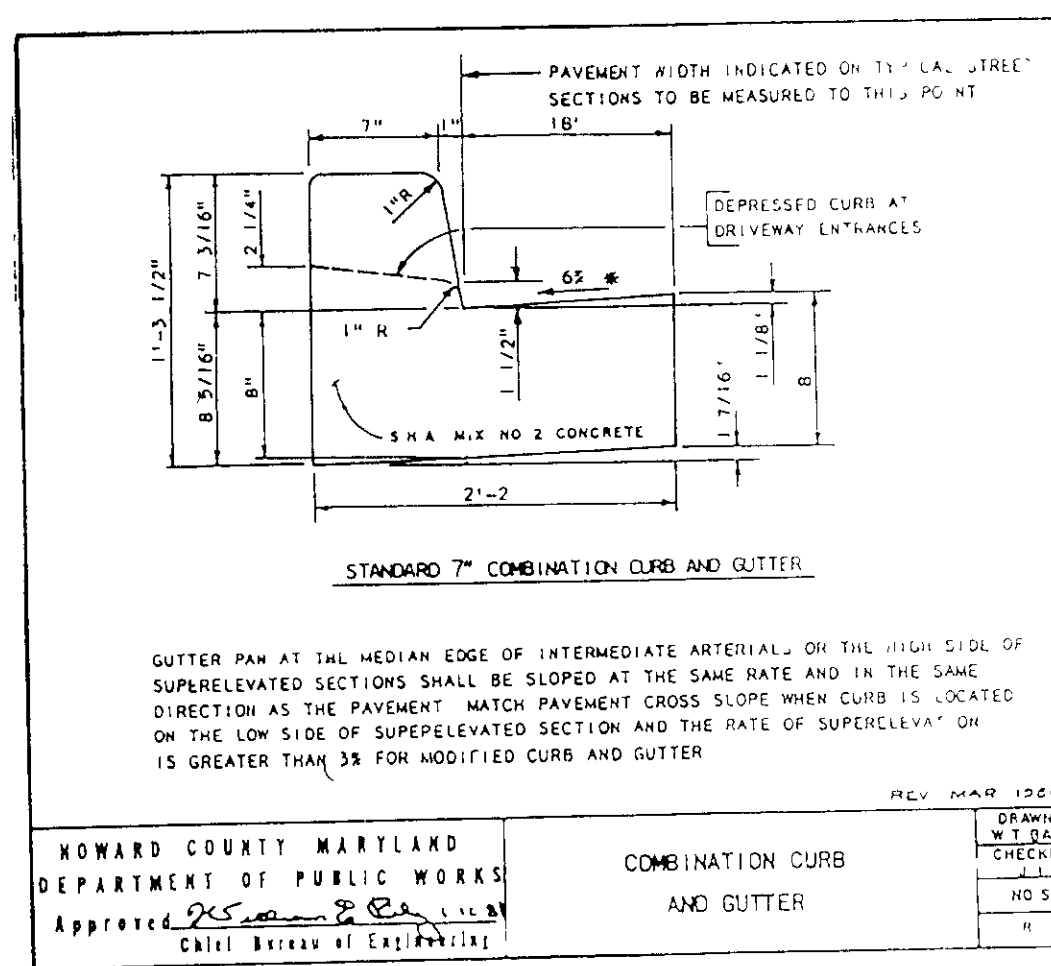 PAVEMENT WIDTH INDICATED ON STREET
SECTIONS TO BE MEASURED TO THIS POINT
7" 1" 18'
1"R
DEPRESSED CURB AT
DRIVEWAY ENTRANCES
2 1/4"
7 3/16"
1'-3 1/2"
6% *
1" R
1 1/2"
1 1/8'
8 5/16"
8"
8
1 7/16'
S H A MIX NO 2 CONCRETE
2'-2
STANDARD 7" COMBINATION CURB AND GUTTER
GUTTER PAN AT THE MEDIAN EDGE OF INTERMEDIATE ARTERIALS OR THE HIGH SIDE OF
SUPERELEVATED SECTIONS SHALL BE SLOPED AT THE SAME RATE AND IN THE SAME
DIRECTION AS THE PAVEMENT MATCH PAVEMENT CROSS SLOPE WHEN CURB IS LOCATED
ON THE LOW SIDE OF SUPERELEVATED SECTION AND THE RATE OF SUPERELEVATION
IS GREATER THAN 3% FOR MODIFIED CURB AND GUTTER
REV MAR
HOWARD COUNTY MARYLAND
DEPARTMENT OF PUBLIC WORKS
Approved
Chief Bureau of Engineering
COMBINATION CURB
AND GUTTER
DRAWN
W T BA
CHECK
J L
NO S
R